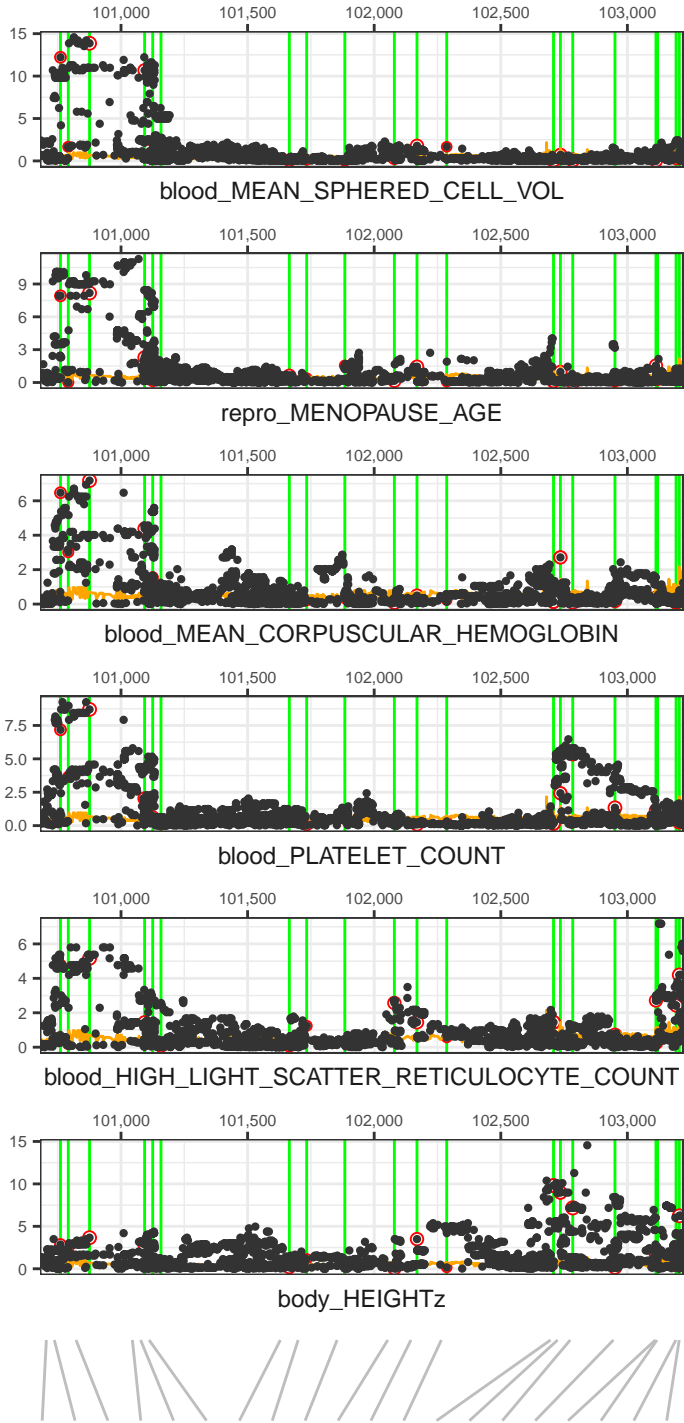 101,000 101,500 102,000 102,500 103,000
15
10
5
0
blood_MEAN_SPHERED_CELL_VOL
101,000 101,500 102,000 102,500 103,000
9
6
3
0
repro_MENOPAUSE_AGE
101,000 101,500 102,000 102,500 103,000
6
4
2
0
blood_MEAN_CORPUSCULAR_HEMOGLOBIN
101,000 101,500 102,000 102,500 103,000
7.5
5.0
2.5
0.0
blood_PLATELET_COUNT
101,000 101,500 102,000 102,500 103,000
6
4
2
0
blood_HIGH_LIGHT_SCATTER_RETICULOCYTE_COUNT
101,000 101,500 102,000 102,500 103,000
15
10
5
0
body_HEIGHTz